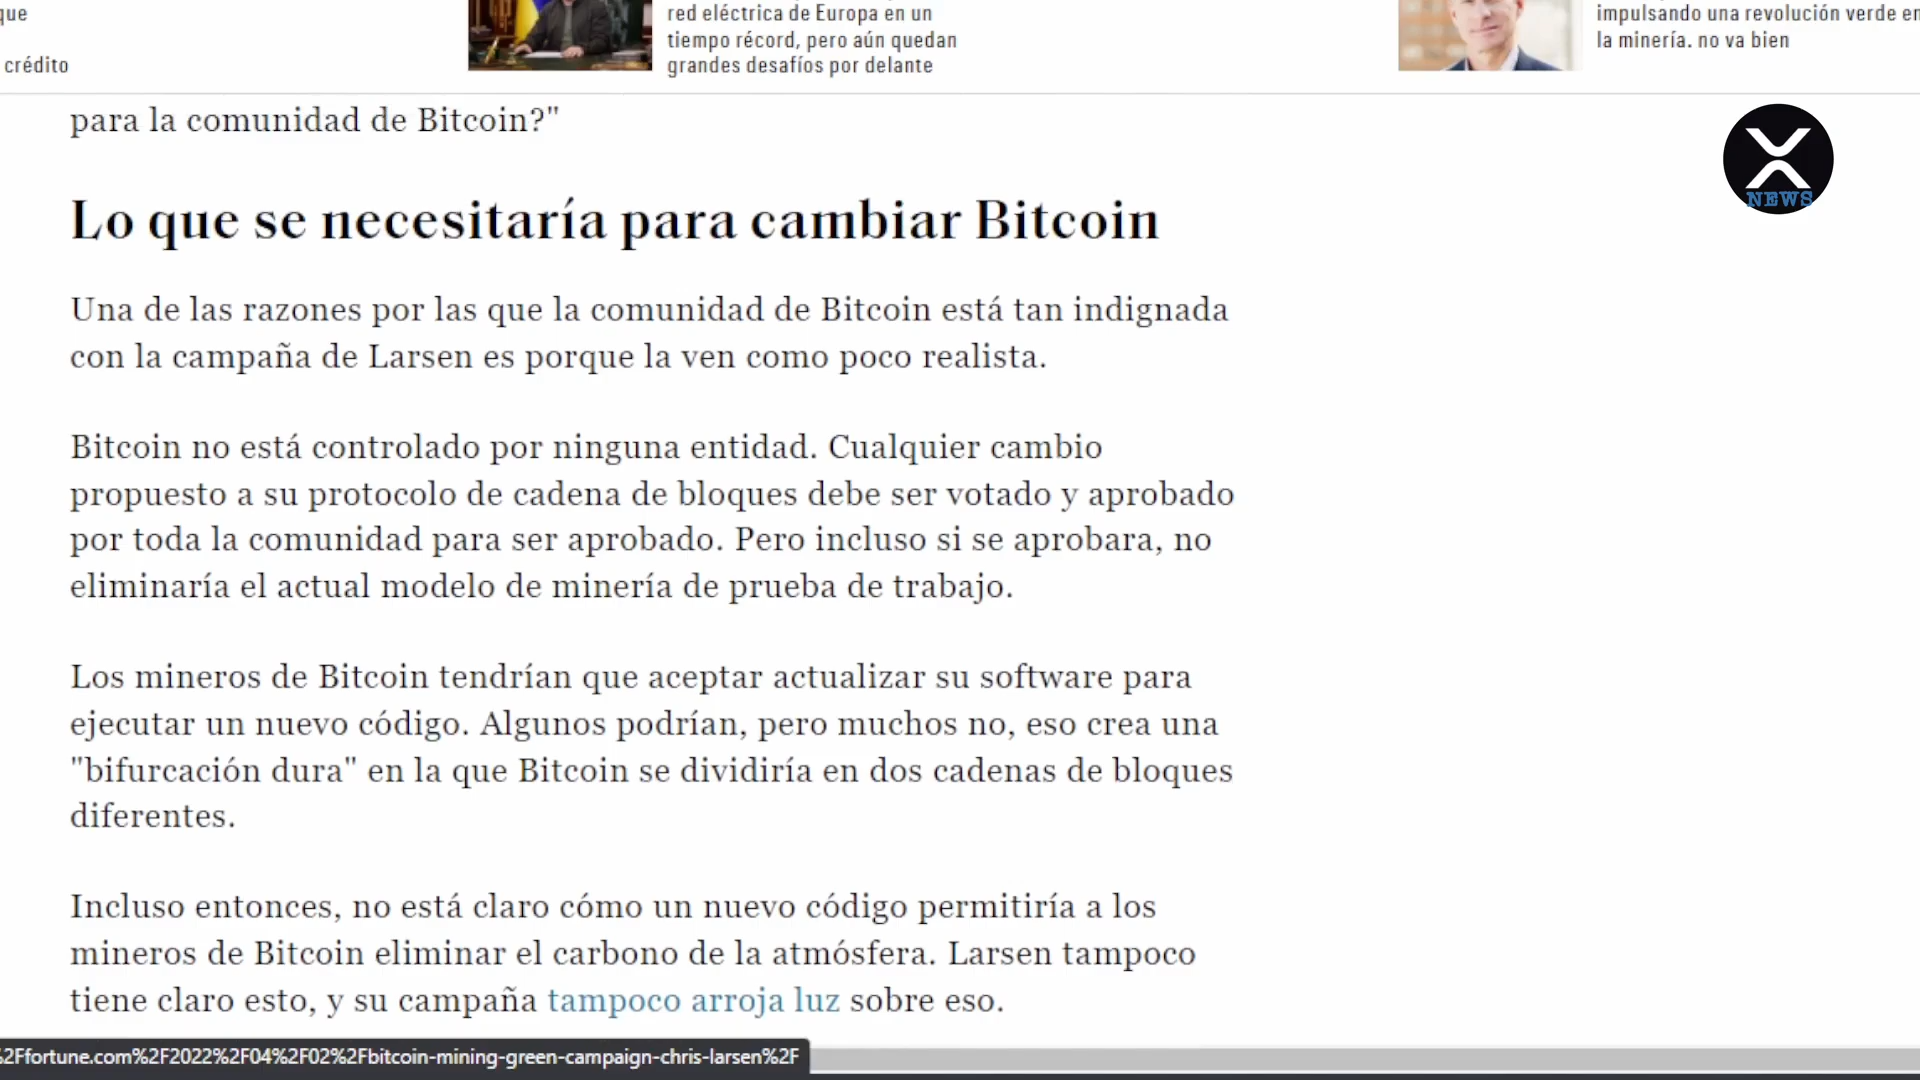 que
crédito
red eléctrica de Europa en un
tiempo récord, pero aún quedan
grandes desafíos por delante
impulsando una revolución verde en
la minería. no va bien
para la comunidad de Bitcoin?"
NEWS
Lo que se necesitaría para cambiar Bitcoin
Una de las razones por las que la comunidad de Bitcoin está tan indignada
con la campaña de Larsen es porque la ven como poco realista.
Bitcoin no está controlado por ninguna entidad. Cualquier cambio
propuesto a su protocolo de cadena de bloques debe ser votado y aprobado
por toda la comunidad para ser aprobado. Pero incluso si se aprobara, no
eliminaría el actual modelo de minería de prueba de trabajo.
Los mineros de Bitcoin tendrían que aceptar actualizar su software para
ejecutar un nuevo código. Algunos podrían, pero muchos no, eso crea una
"bifurcación dura" en la que Bitcoin se dividiría en dos cadenas de bloques
diferentes.
Incluso entonces, no está claro cómo un nuevo código permitiría a los
mineros de Bitcoin eliminar el carbono de la atmósfera. Larsen tampoco
tiene claro esto, y su campaña tampoco arroja luz sobre eso.
%2Ffortune.com%2F2022%2F04%2F02%2Fbitcoin-mining-green-campaign-chris-larsen%2F